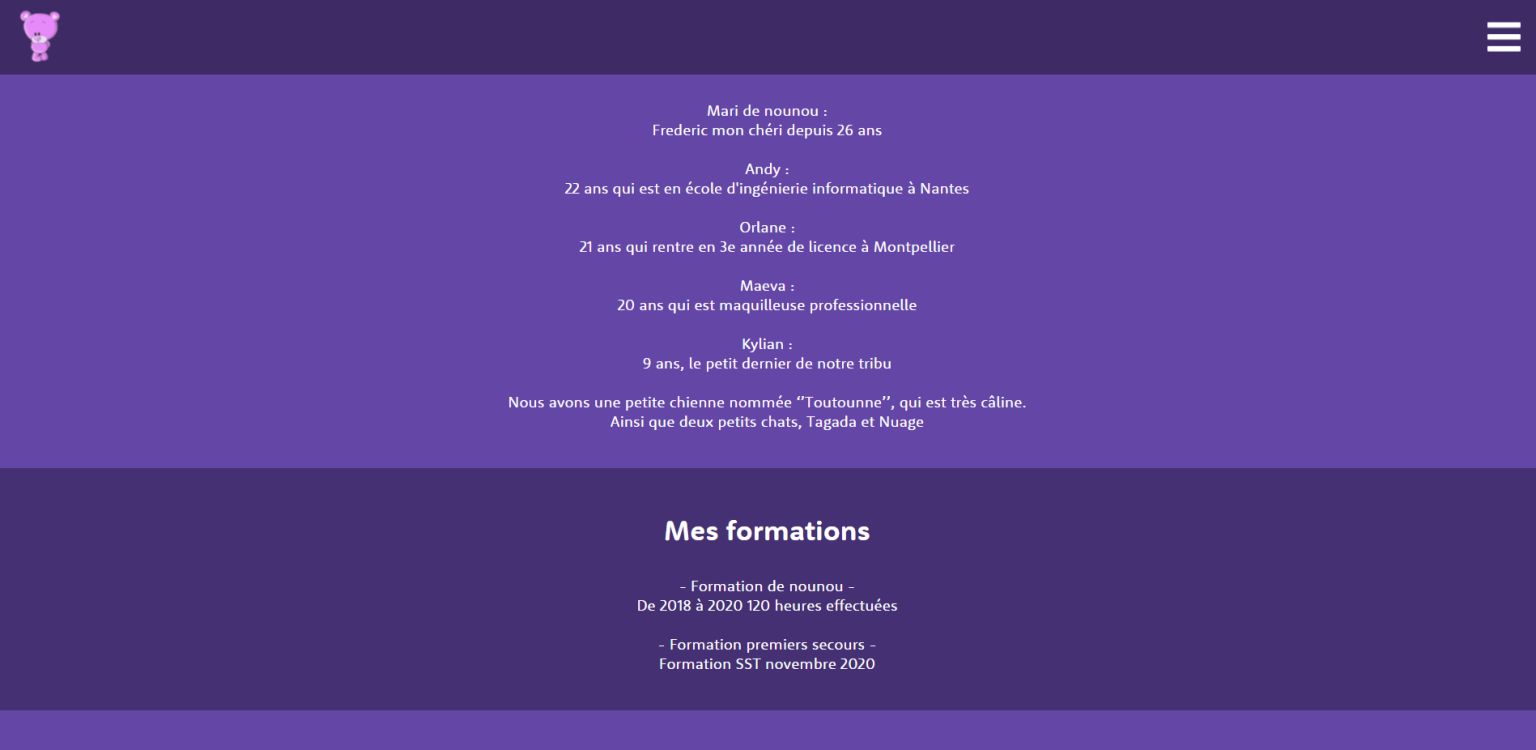 Mari de nounou :
Frederic mon chéri depuis 26 ans
Andy :
22 ans qui est en école d'ingénierie informatique à Nantes
Orlane :
21 ans qui rentre en 3e année de licence à Montpellier
Maeva :
20 ans qui est maquilleuse professionnelle
Kylian :
9 ans, le petit dernier de notre tribu
Nous avons une petite chienne nommée ‘’Toutounne’’, qui est très câline.
Ainsi que deux petits chats, Tagada et Nuage
Mes formations
- Formation de nounou -
De 2018 à 2020 120 heures effectuées
- Formation premiers secours -
Formation SST novembre 2020